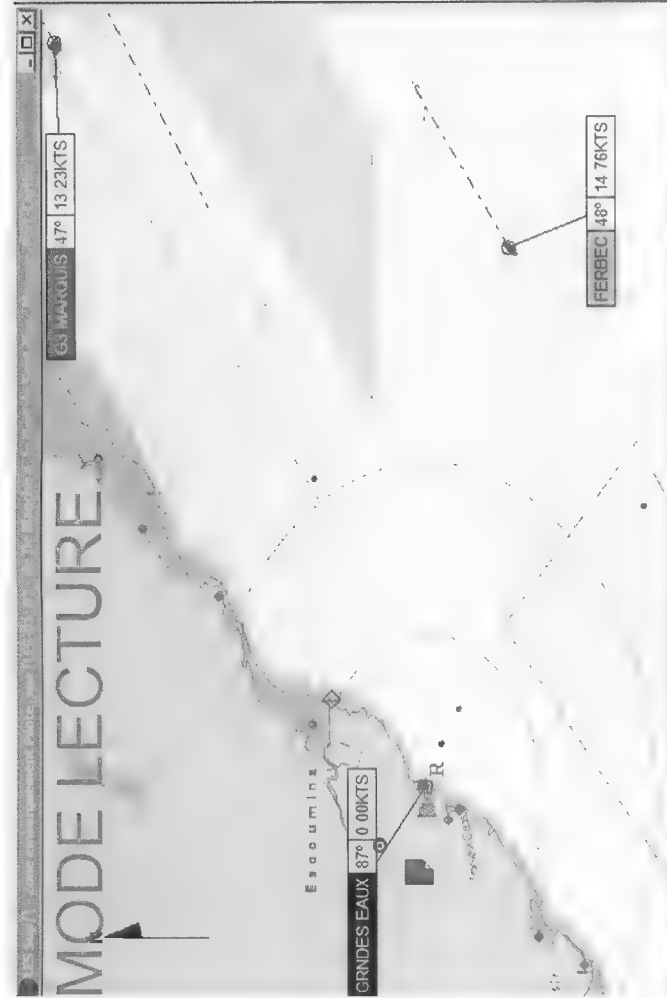 MODE LECTURE
G3 MARQUIS 47° 13 23KTS
Escoumins
GRNDES EAUX 87° 0 00KTS
R
FERBEC 48° 14 76KTS